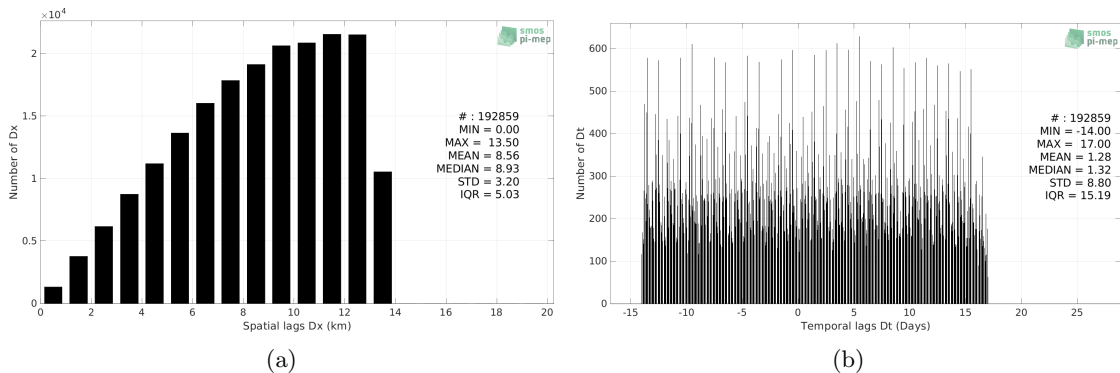 ×10⁴
2
1.5
1
0.5
0
Number of Dx
smos
pi-mep
# : 192859
MIN = 0.00
MAX = 13.50
MEAN = 8.56
MEDIAN = 8.93
STD = 3.20
IQR = 5.03
0 2 4 6 8 10 12 14 16 18 20
Spatial lags Dx (km)
(a)
600
500
400
300
200
100
0
Number of Dt
smos
pi-mep
# : 192859
MIN = -14.00
MAX = 17.00
MEAN = 1.28
MEDIAN = 1.32
STD = 8.80
IQR = 15.19
-15 -10 -5 0 5 10 15 20 25
Temporal lags Dt (Days)
(b)